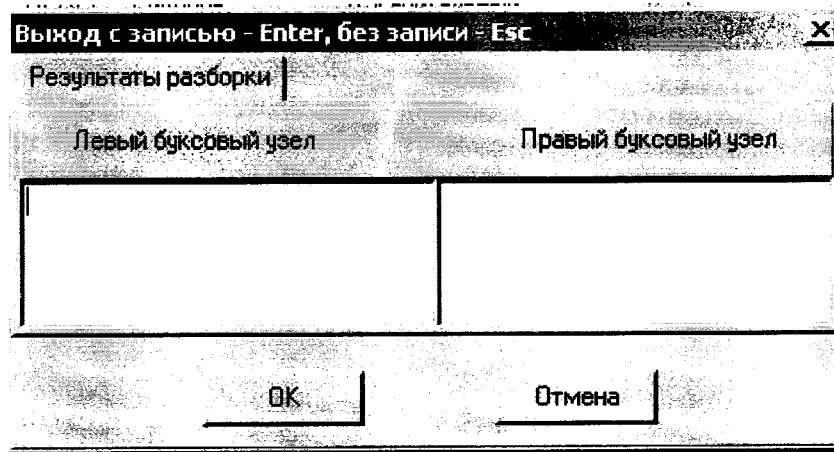 Выход с записью - Enter, без записи - Esc
Результаты разборки
Левый буксовый узел Правый буксовый узел
OK Отмена